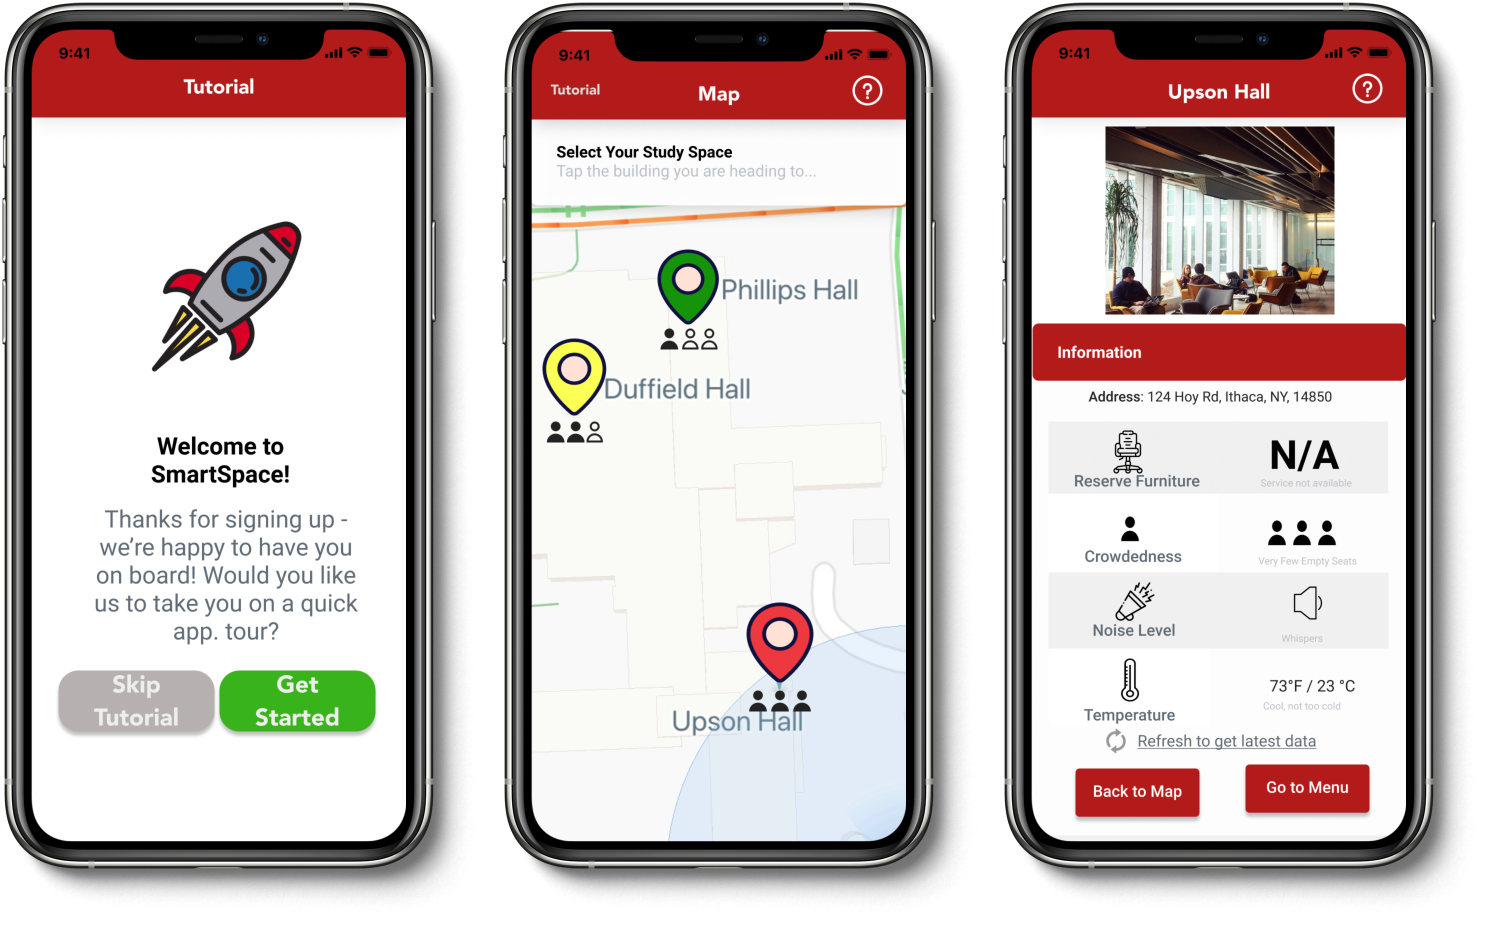 9:41
Tutorial
Welcome to
SmartSpace!
Thanks for signing up -
we're happy to have you
on board! Would you like
us to take you on a quick
app. tour?
Skip
Tutorial
Get
Started
9:41
Tutorial
Map
?
Select Your Study Space
Tap the building you are heading to...
Phillips Hall
Duffield Hall
Upson Hall
9:41
Upson Hall
?
Information
Address: 124 Hoy Rd, Ithaca, NY, 14850
Reserve Furniture
N/A
Service not available
Crowdedness
Very Few Empty Seats
Noise Level
Whispers
Temperature
73°F / 23 °C
Cool, not too cold
Refresh to get latest data
Back to Map
Go to Menu